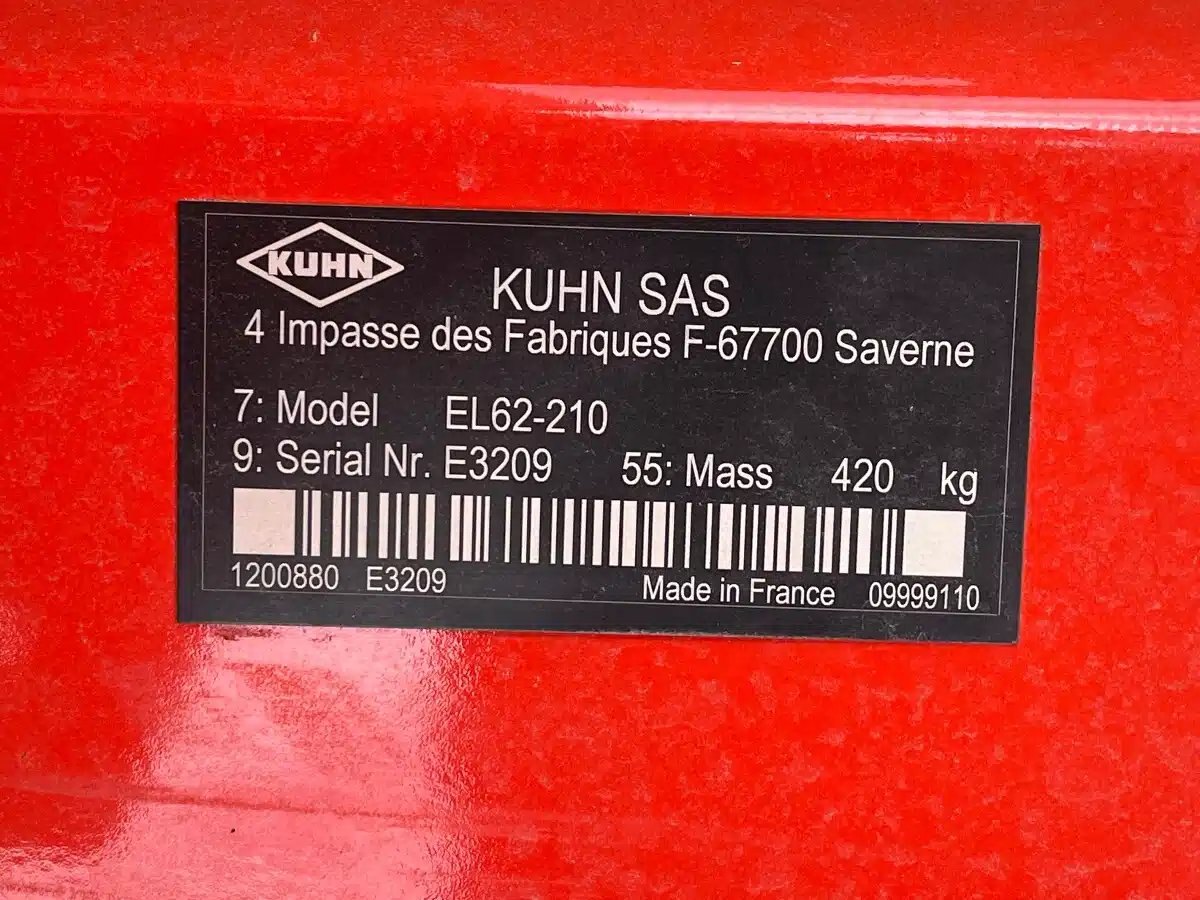 KUHN
KUHN SAS
4 Impasse des Fabriques F-67700 Saverne
7: Model EL62-210
9: Serial Nr. E3209 55: Mass 420 kg
1200880 E3209 Made in France 09999110